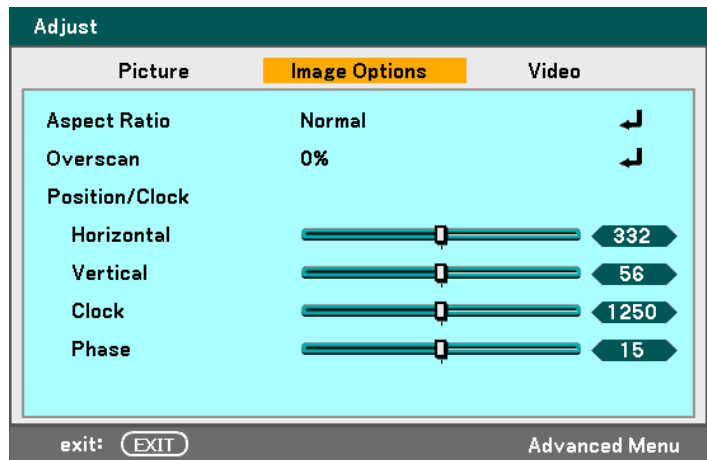 Adjust
Picture Image Options Video
Aspect Ratio Normal
Overscan 0%
Position/Clock
Horizontal 332
Vertical 56
Clock 1250
Phase 15
exit: EXIT Advanced Menu